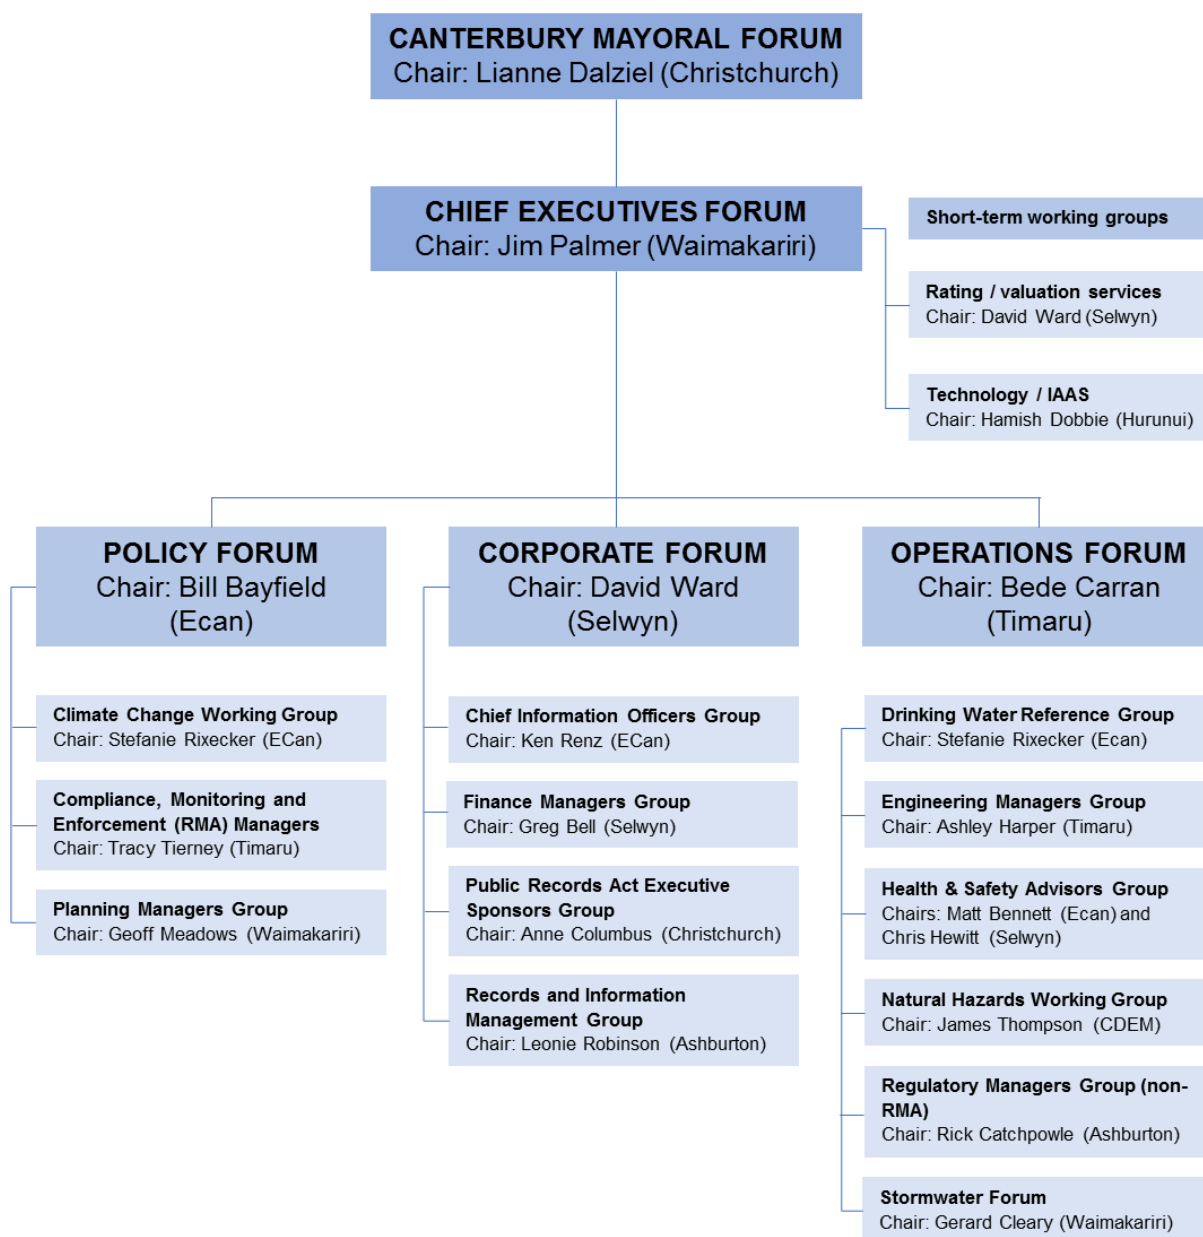 CANTERBURY MAYORAL FORUM
Chair: Lianne Dalziel (Christchurch)
CHIEF EXECUTIVES FORUM
Chair: Jim Palmer (Waimakariri)
Short-term working groups
Rating / valuation services
Chair: David Ward (Selwyn)
Technology / IAAS
Chair: Hamish Dobbie (Hurunui)
POLICY FORUM
Chair: Bill Bayfield
(Ecan)
Climate Change Working Group
Chair: Stefanie Rixecker (ECan)
Compliance, Monitoring and
Enforcement (RMA) Managers
Chair: Tracy Tierney (Timaru)
Planning Managers Group
Chair: Geoff Meadows (Waimakariri)
CORPORATE FORUM
Chair: David Ward
(Selwyn)
Chief Information Officers Group
Chair: Ken Renz (ECan)
Finance Managers Group
Chair: Greg Bell (Selwyn)
Public Records Act Executive
Sponsors Group
Chair: Anne Columbus (Christchurch)
Records and Information
Management Group
Chair: Leonie Robinson (Ashburton)
OPERATIONS FORUM
Chair: Bede Carran
(Timaru)
Drinking Water Reference Group
Chair: Stefanie Rixecker (Ecan)
Engineering Managers Group
Chair: Ashley Harper (Timaru)
Health & Safety Advisors Group
Chairs: Matt Bennett (Ecan) and
Chris Hewitt (Selwyn)
Natural Hazards Working Group
Chair: James Thompson (CDEM)
Regulatory Managers Group (non-
RMA)
Chair: Rick Catchpowle (Ashburton)
Stormwater Forum
Chair: Gerard Cleary (Waimakariri)